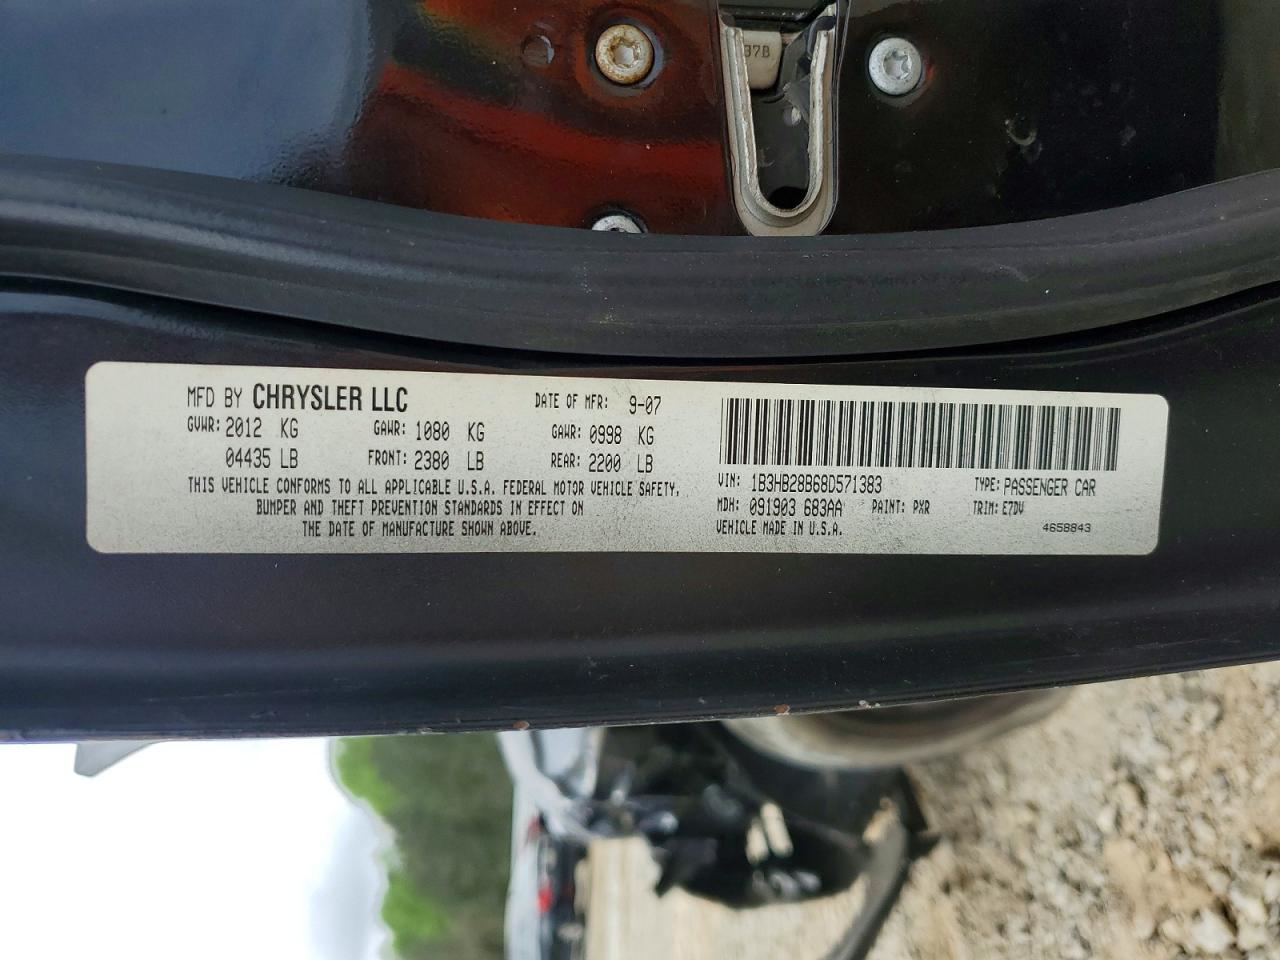 37B
MFD BY CHRYSLER LLC DATE OF MFR: 9-07
GVWR: 2012 KG GAWR: 1080 KG GAWR: 0998 KG
04435 LB FRONT: 2380 LB REAR: 2200 LB
THIS VEHICLE CONFORMS TO ALL APPLICABLE U.S.A. FEDERAL MOTOR VEHICLE SAFETY,
BUMPER AND THEFT PREVENTION STANDARDS IN EFFECT ON
THE DATE OF MANUFACTURE SHOWN ABOVE.
VIN: 1B3HB28B68D571383 TYPE: PASSENGER CAR
MDH: 091903 683AA PAINT: PXR TRIM: E7DV
VEHICLE MADE IN U.S.A. 4658843